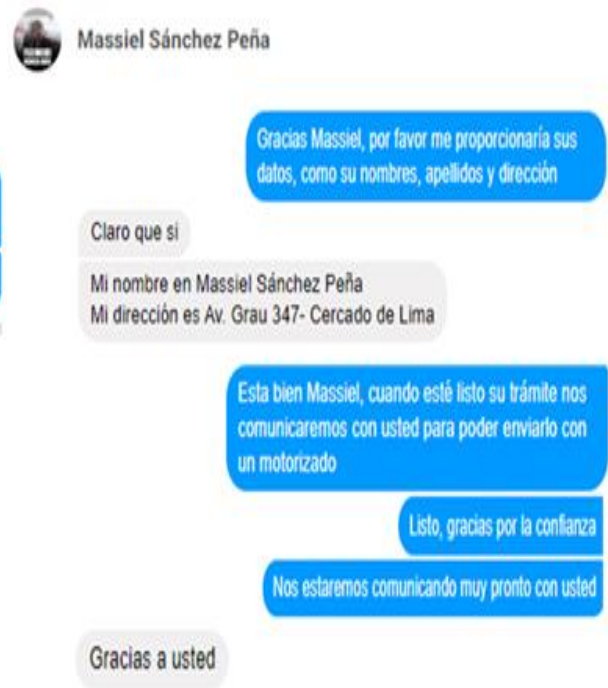 Massiel Sánchez Peña
Gracias Massiel, por favor me proporcionaría sus
datos, como su nombres, apellidos y dirección
Claro que si
Mi nombre en Massiel Sánchez Peña
Mi dirección es Av. Grau 347- Cercado de Lima
Esta bien Massiel, cuando esté listo su trámite nos
comunicaremos con usted para poder enviarlo con
un motorizado
Listo, gracias por la confianza
Nos estaremos comunicando muy pronto con usted
Gracias a usted